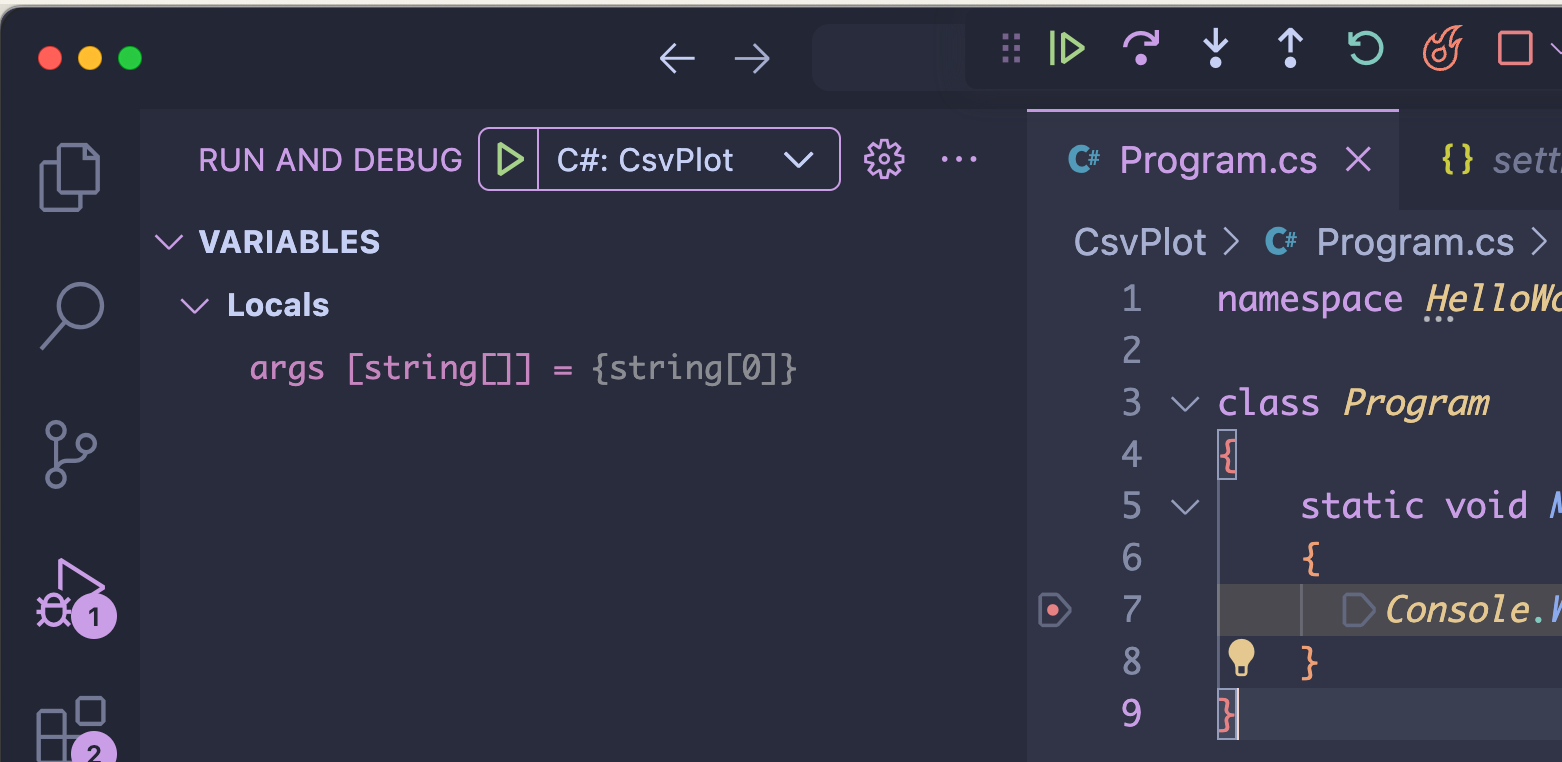 RUN AND DEBUG C#: CsvPlot
VARIABLES
Locals
args [string[]] = {string[0]}
1
2
C# Program.cs {} sett
CsvPlot > C# Program.cs >
1 namespace HelloWo
2
3 class Program
4 {
5 static void
6 {
7 Console.
8 }
9 }